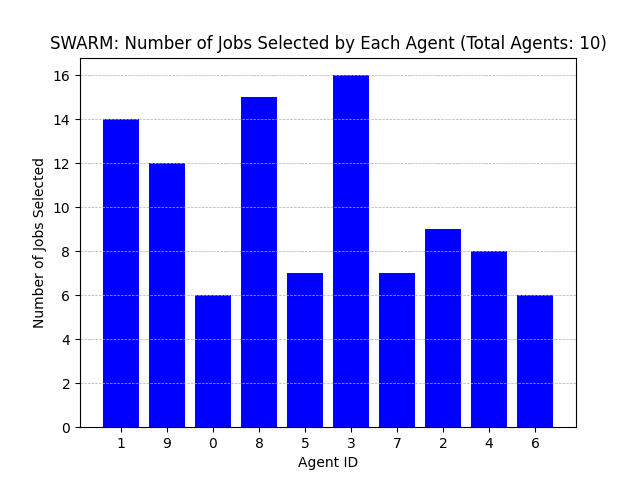 SWARM: Number of Jobs Selected by Each Agent (Total Agents: 10)
16
14
12
10
8
6
4
2
0
Number of Jobs Selected
1 9 0 8 5 3 7 2 4 6
Agent ID